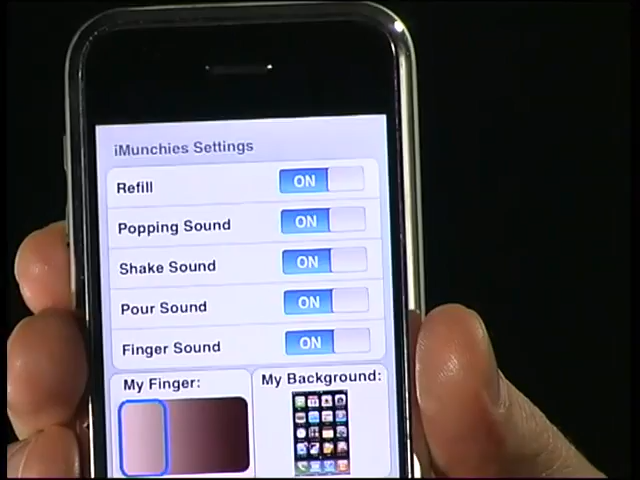 iMunchies Settings
Refill ON
Popping Sound ON
Shake Sound ON
Pour Sound ON
Finger Sound ON
My Finger: My Background: